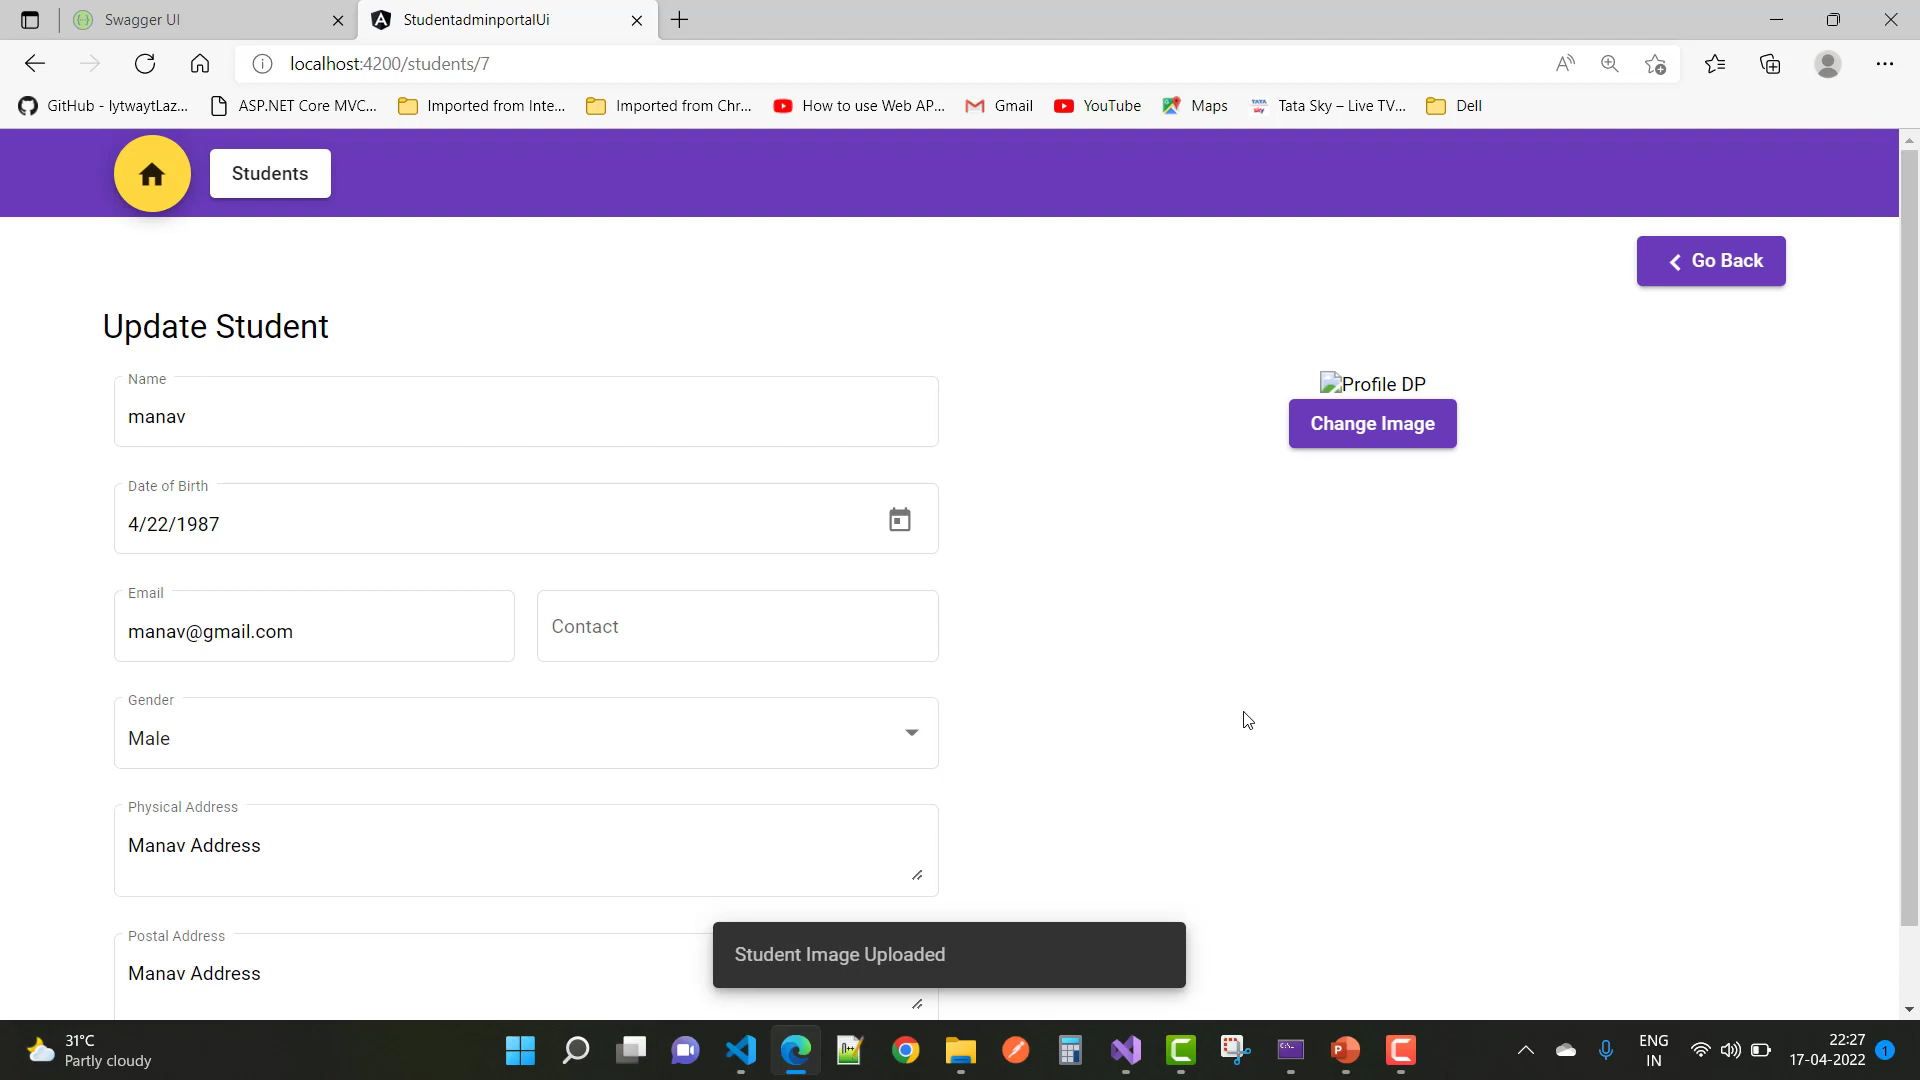 Swagger UI
StudentadminportalUi
localhost:4200/students/7
GitHub - lytwaytLaz...
ASP.NET Core MVC...
Imported from Inte...
Imported from Chr...
How to use Web AP...
Gmail
YouTube
Maps
Tata Sky – Live TV...
Dell
Students
Go Back
Update Student
Name
manav
Profile DP
Change Image
Date of Birth
4/22/1987
Email
manav@gmail.com
Contact
Gender
Male
Physical Address
Manav Address
Postal Address
Manav Address
Student Image Uploaded
31°C
Partly cloudy
ENG
IN
22:27
17-04-2022
1